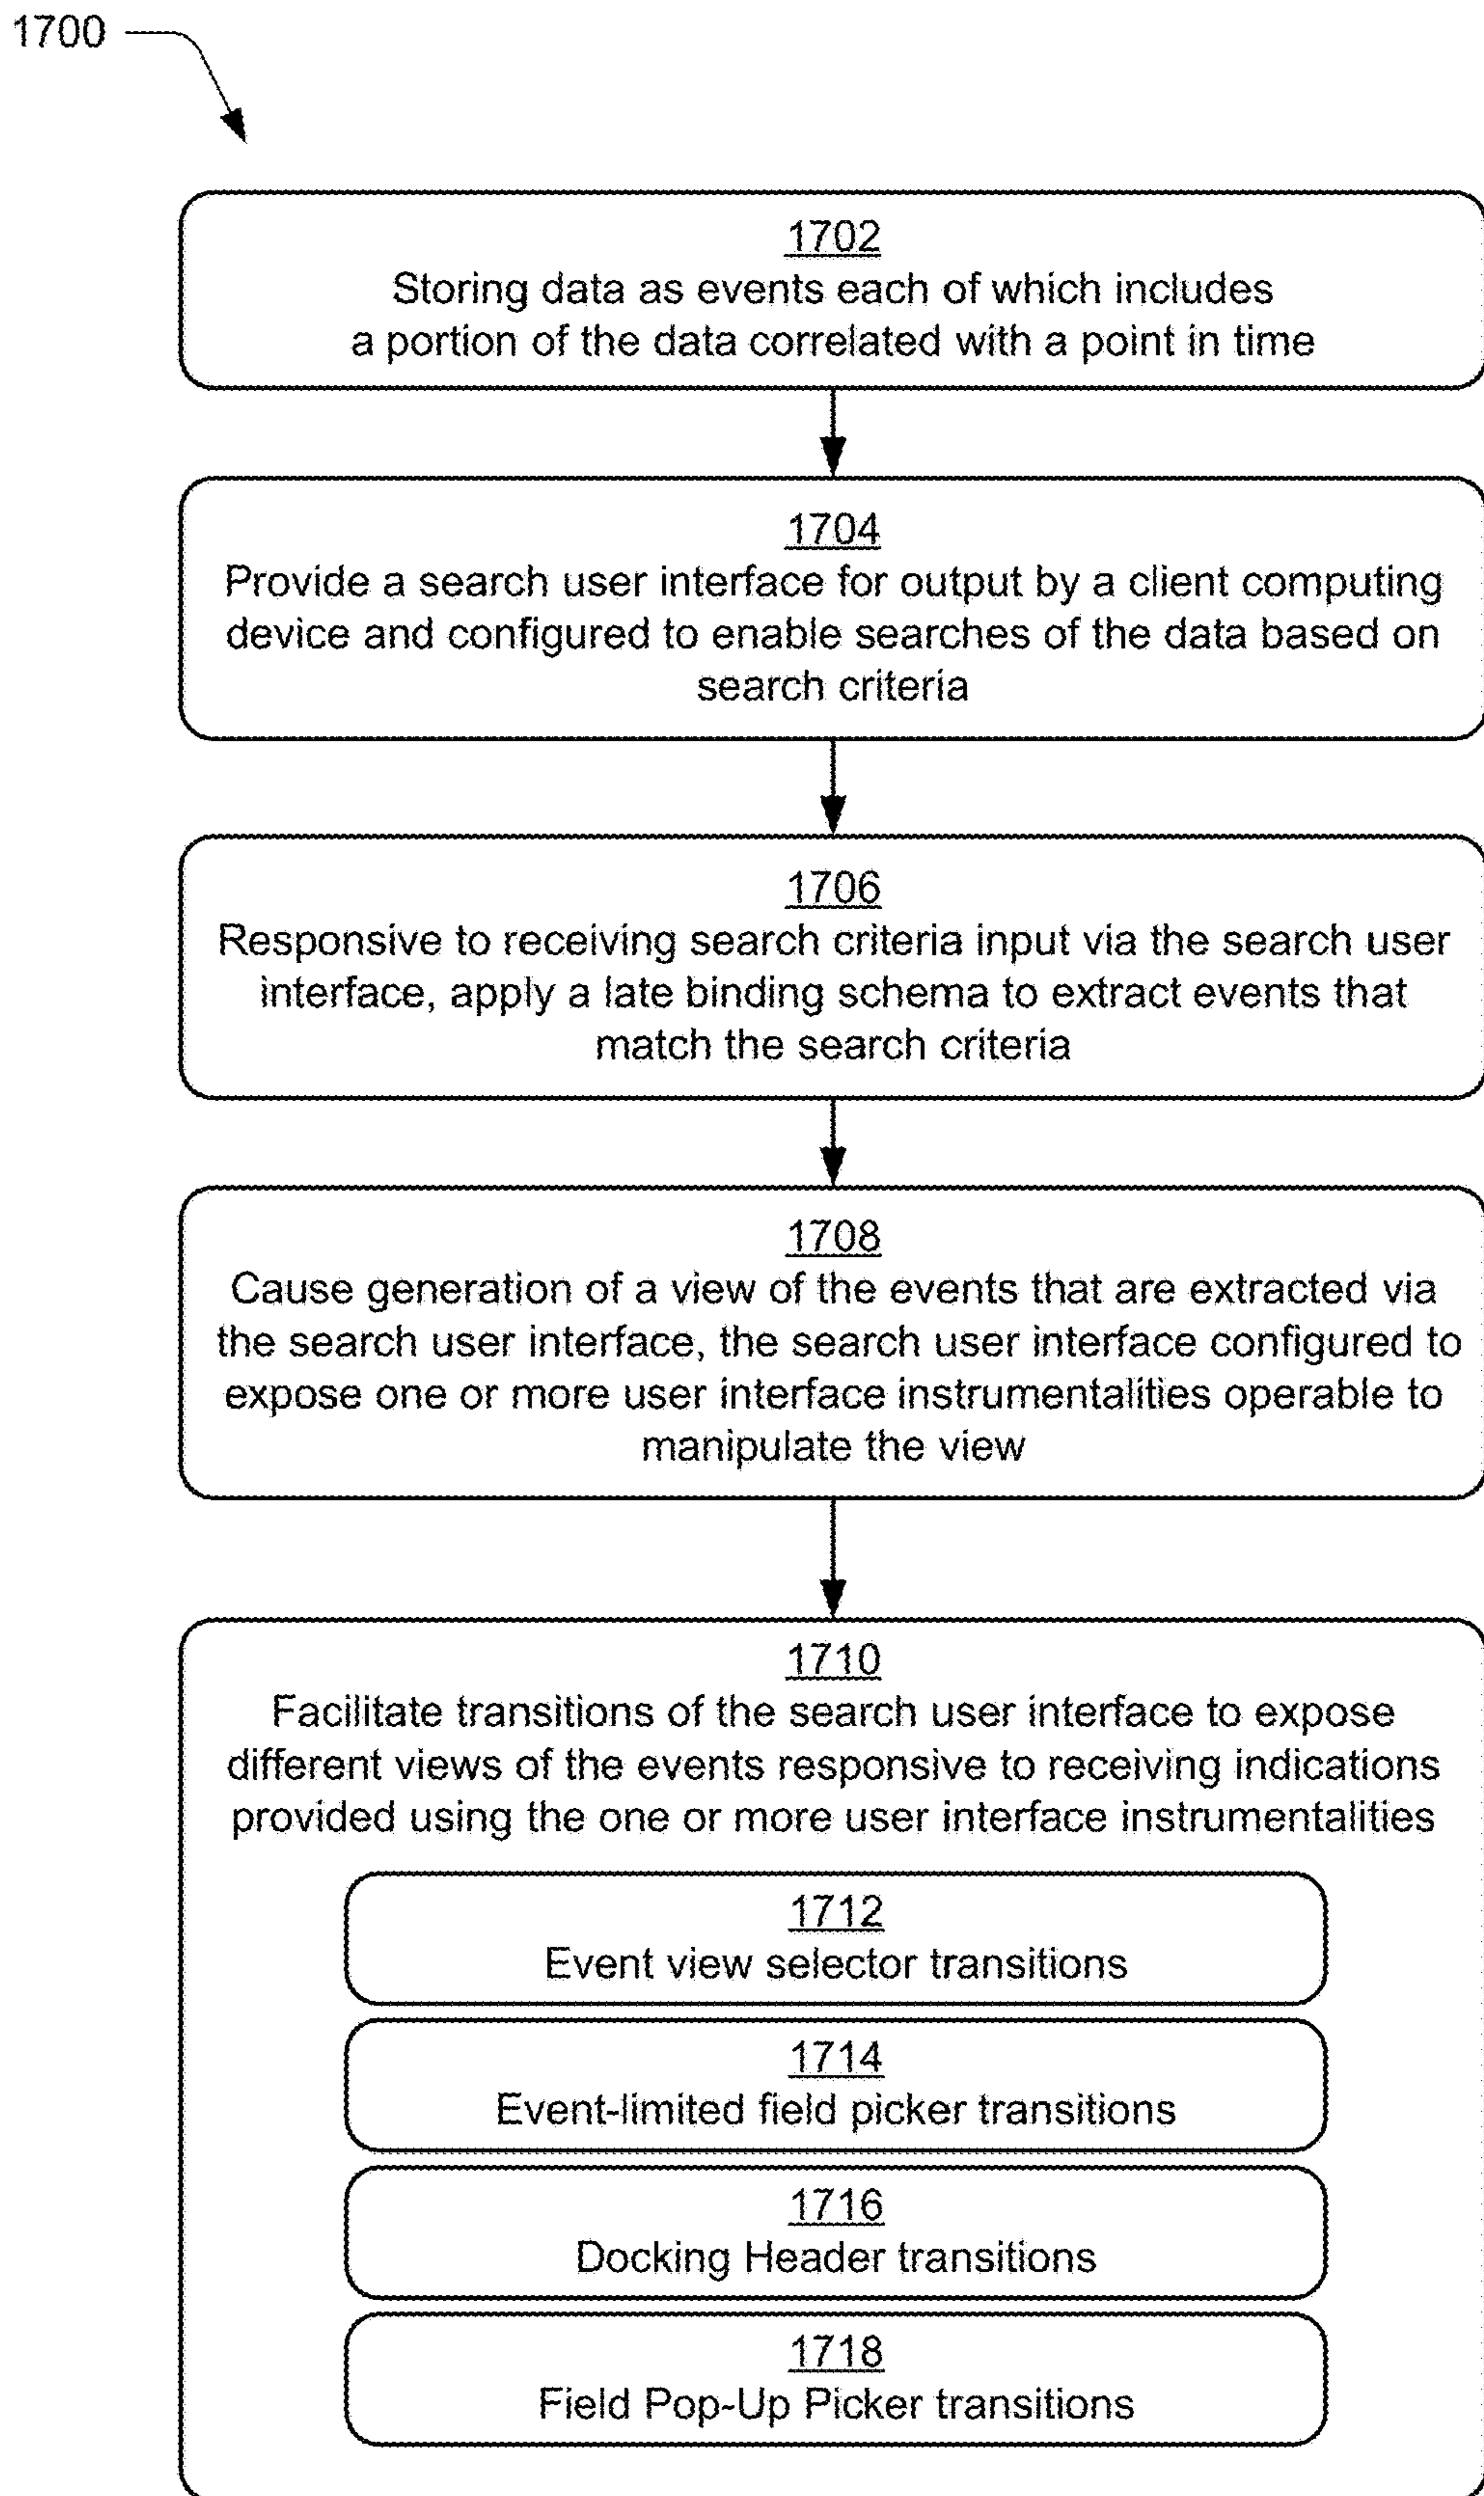 1700
1702
Storing data as events each of which includes
a portion of the data correlated with a point in time
1704
Provide a search user interface for output by a client computing
device and configured to enable searches of the data based on
search criteria
1706
Responsive to receiving search criteria input via the search user
interface, apply a late binding schema to extract events that
match the search criteria
1708
Cause generation of a view of the events that are extracted via
the search user interface, the search user interface configured to
expose one or more user interface instrumentalities operable to
manipulate the view
1710
Facilitate transitions of the search user interface to expose
different views of the events responsive to receiving indications
provided using the one or more user interface instrumentalities
1712
Event view selector transitions
1714
Event-limited field picker transitions
1716
Docking Header transitions
1718
Field Pop-Up Picker transitions